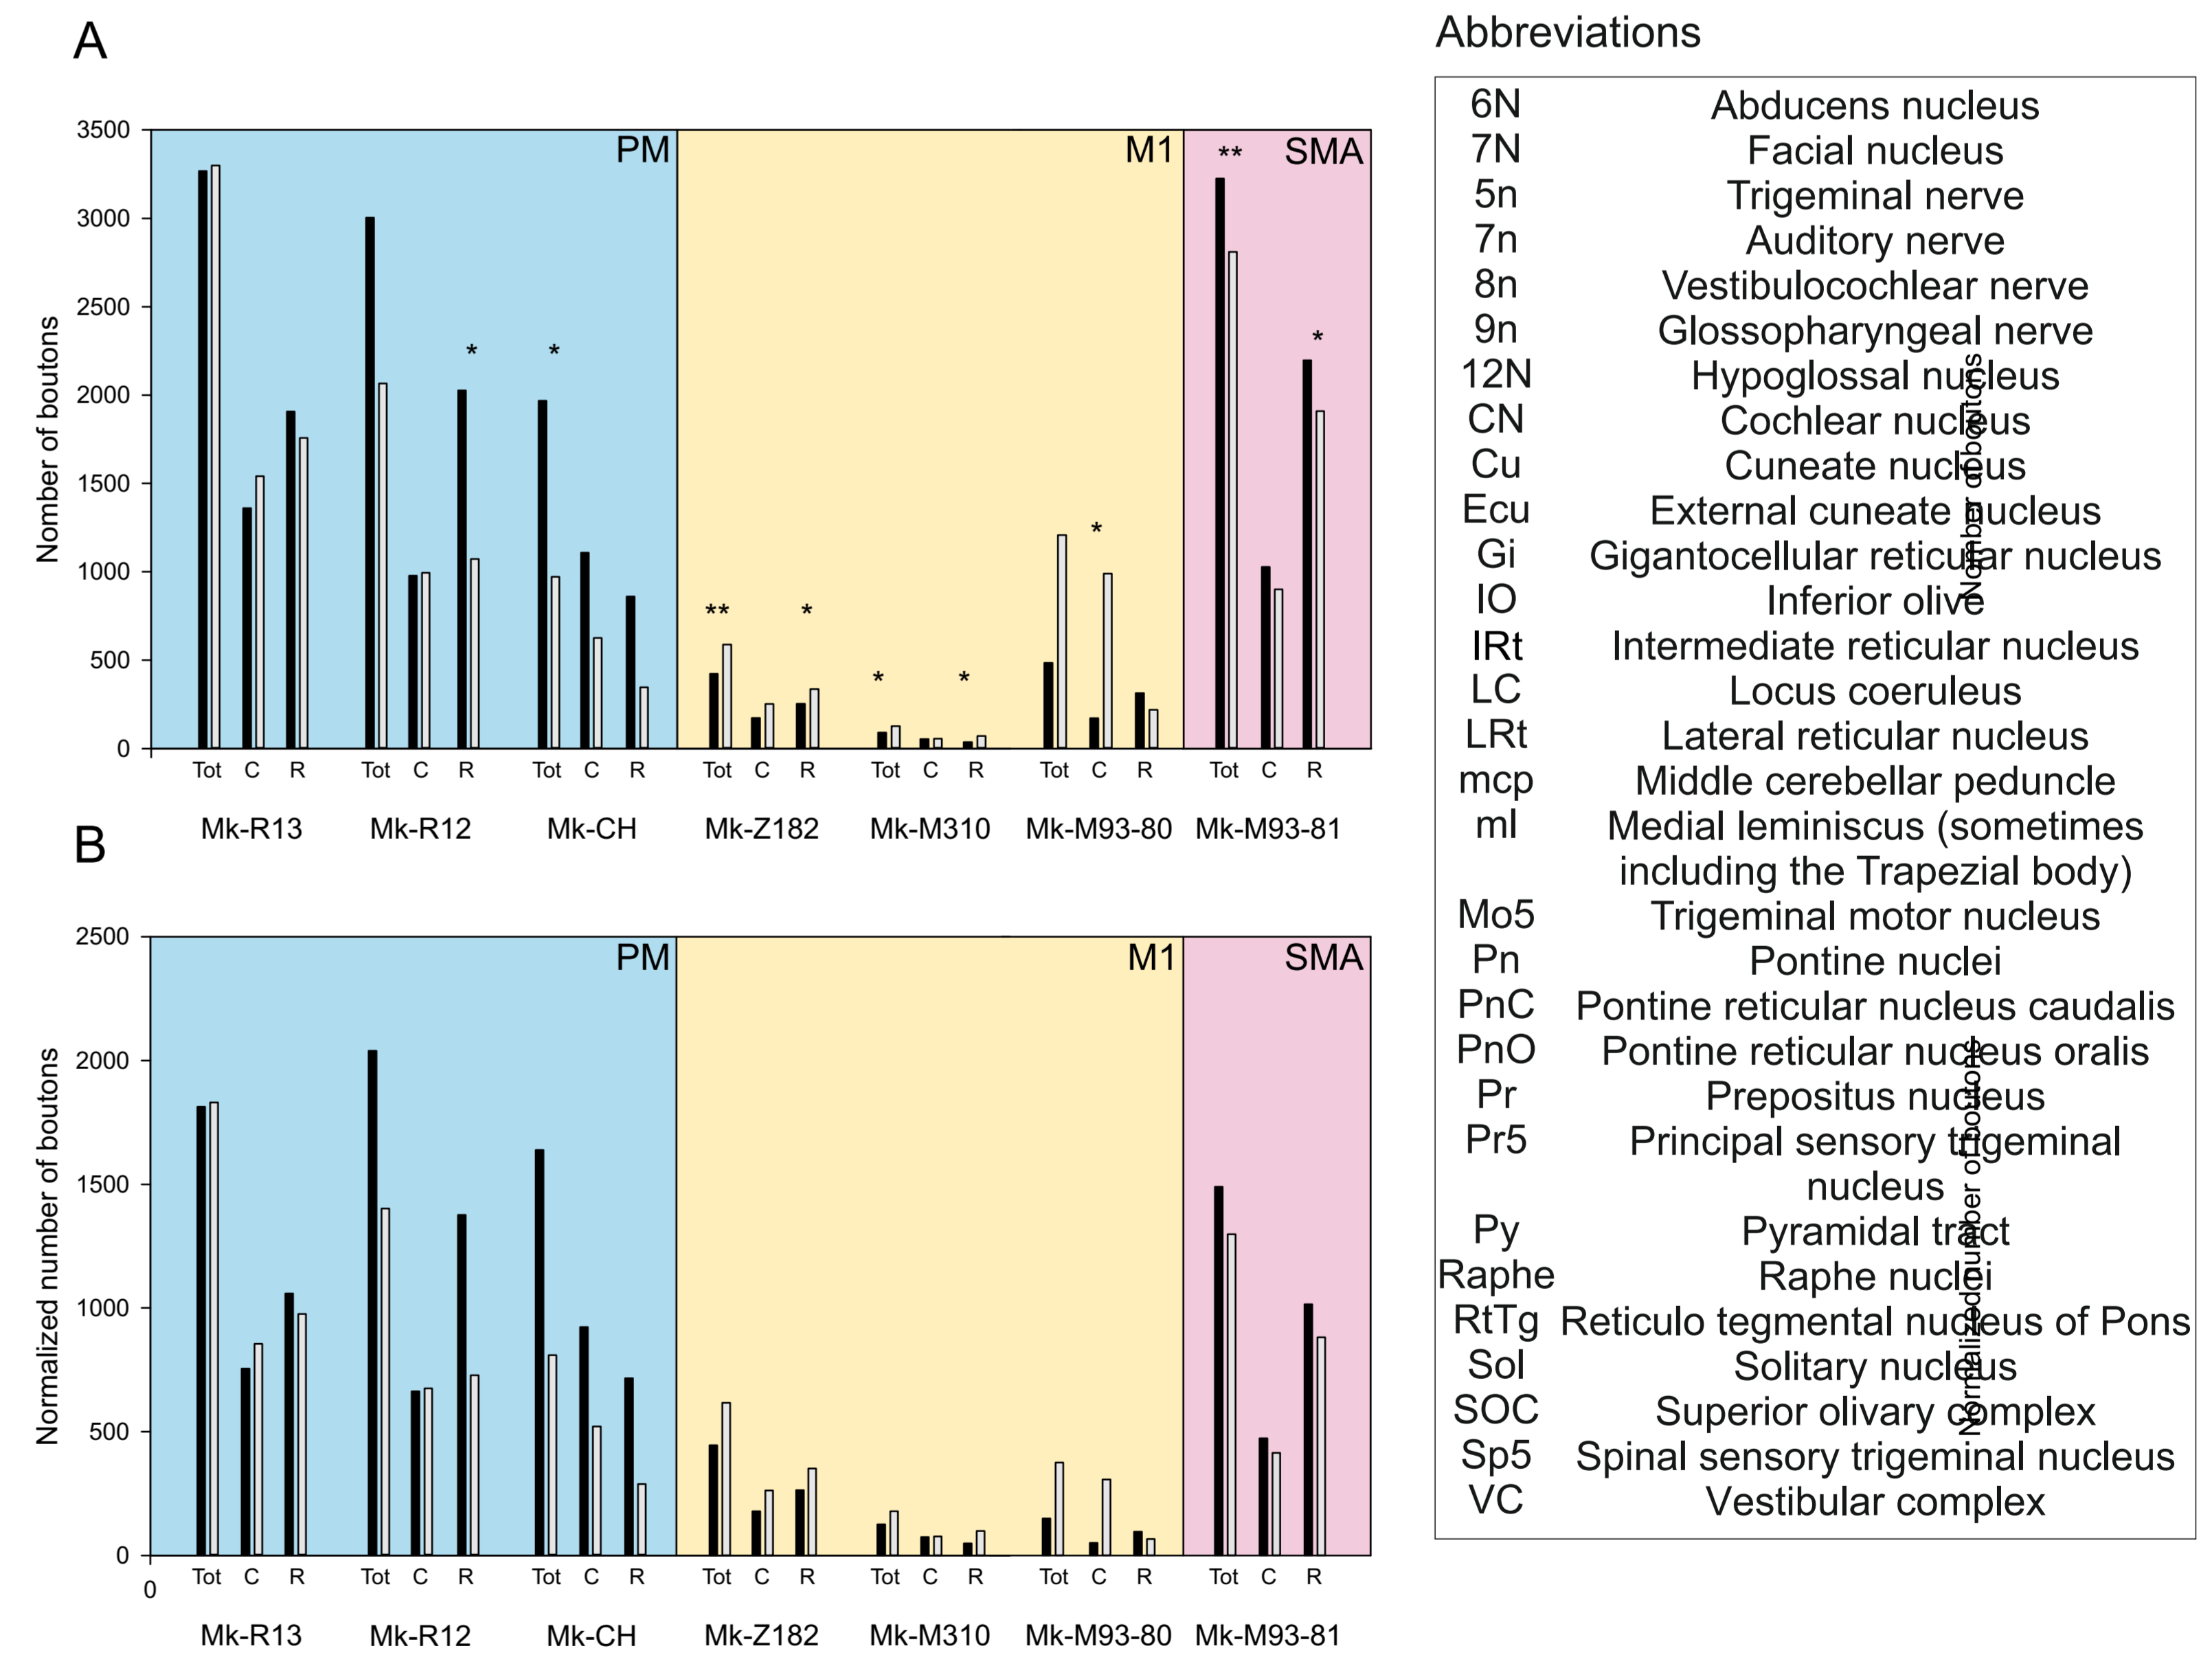 A
3500
3000
2500
2000
1500
1000
500
0
Nomber of boutons
PM
M1
SMA
** 
* *
*
*
** *
* *
Tot C R Tot C R Tot C R Tot C R Tot C R Tot C R Tot C R
Mk-R13 Mk-R12 Mk-CH Mk-Z182 Mk-M310 Mk-M93-80 Mk-M93-81
B
2500
2000
1500
1000
500
0
0
Normalized number of boutons
PM
M1
SMA
Tot C R Tot C R Tot C R Tot C R Tot C R Tot C R Tot C R
Mk-R13 Mk-R12 Mk-CH Mk-Z182 Mk-M310 Mk-M93-80 Mk-M93-81
Abbreviations
6N Abducens nucleus
7N Facial nucleus
5n Trigeminal nerve
7n Auditory nerve
8n Vestibulocochlear nerve
9n Glossopharyngeal nerve
12N Hypoglossal nucleus
CN Cochlear nucleus
Cu Cuneate nucleus
Ecu External cuneate nucleus
Gi Gigantocellular reticular nucleus
IO Inferior olive
IRt Intermediate reticular nucleus
LC Locus coeruleus
LRt Lateral reticular nucleus
mcp Middle cerebellar peduncle
ml Medial leminiscus (sometimes
including the Trapezial body)
Mo5 Trigeminal motor nucleus
Pn Pontine nuclei
PnC Pontine reticular nucleus caudalis
PnO Pontine reticular nucleus oralis
Pr Prepositus nucleus
Pr5 Principal sensory trigeminal
nucleus
Py Pyramidal tract
Raphe Raphe nuclei
RtTg Reticulo tegmental nucleus of Pons
Sol Solitary nucleus
SOC Superior olivary complex
Sp5 Spinal sensory trigeminal nucleus
VC Vestibular complex
Nomber of boutons
Normalized number of boutons